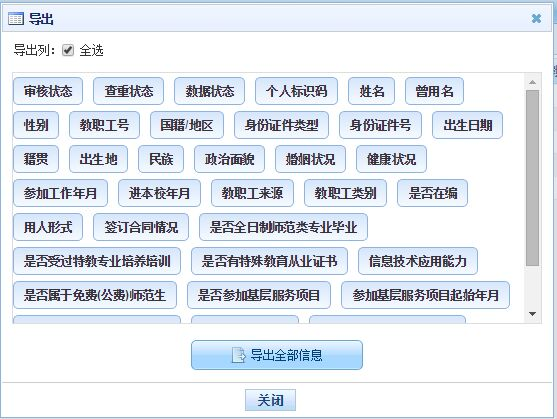 导出
导出列： 全选
审核状态 查重状态 数据状态 个人标识码 姓名 曾用名
性别 教职工号 国籍/地区 身份证件类型 身份证件号 出生日期
籍贯 出生地 民族 政治面貌 婚姻状况 健康状况
参加工作年月 进本校年月 教职工来源 教职工类别 是否在编
用人形式 签订合同情况 是否全日制师范类专业毕业
是否受过特教专业培养培训 是否有特殊教育从业证书 信息技术应用能力
是否属于免费(公费)师范生 是否参加基层服务项目 参加基层服务项目起始年月
导出全部信息
关闭